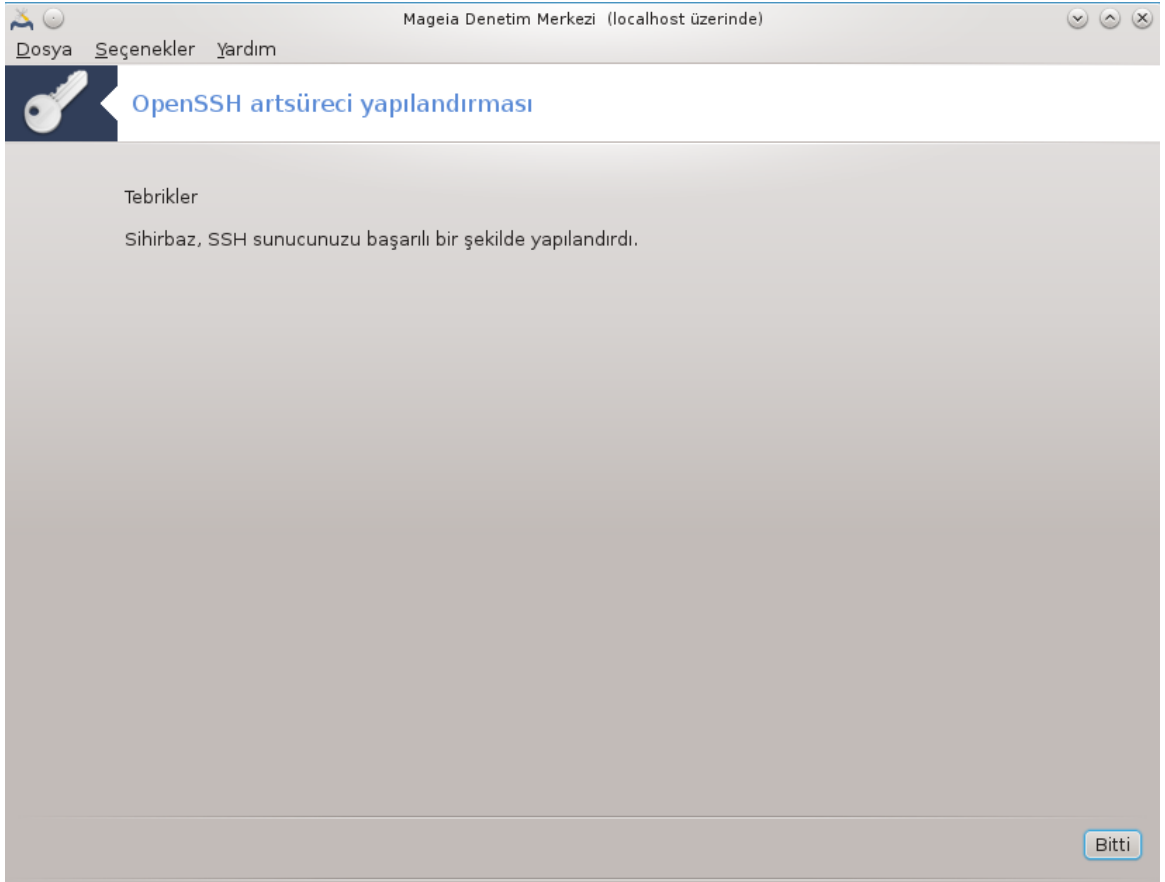 Mageia Denetim Merkezi (localhost üzerinde)
Dosya Seçenekler Yardım
OpenSSH artsüreci yapılandırması
Tebrikler
Sihirbaz, SSH sunucunuzu başarılı bir şekilde yapılandırdı.
Bitti